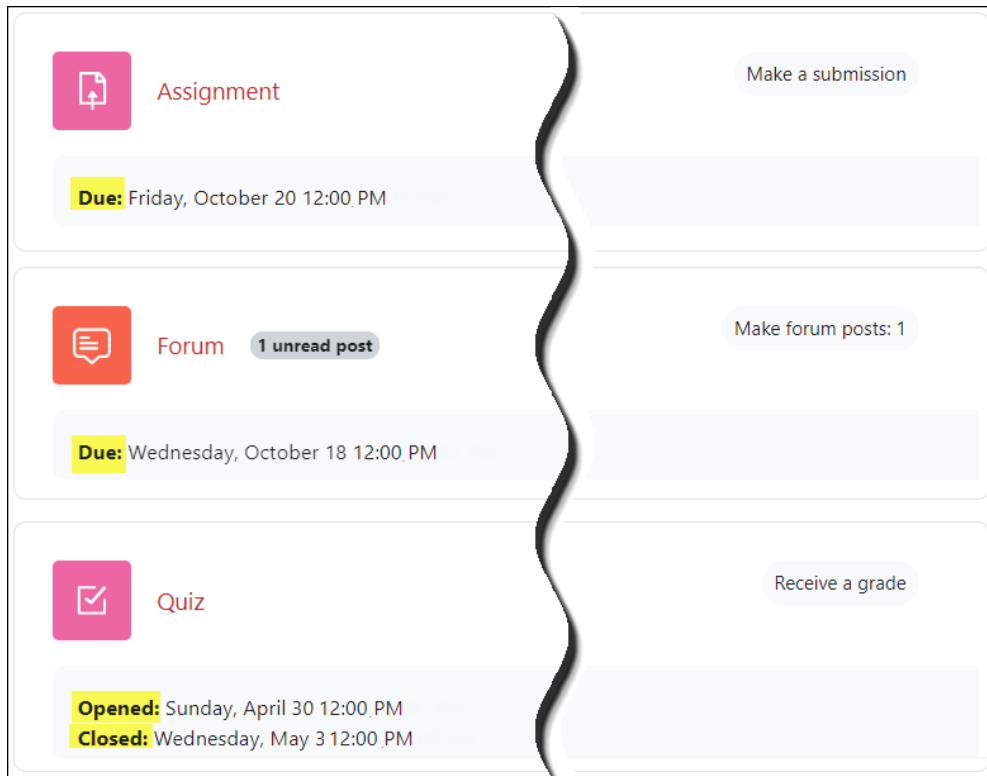 Assignment
Make a submission
Due: Friday, October 20 12:00 PM
Forum 1 unread post
Make forum posts: 1
Due: Wednesday, October 18 12:00 PM
Quiz
Receive a grade
Opened: Sunday, April 30 12:00 PM
Closed: Wednesday, May 3 12:00 PM